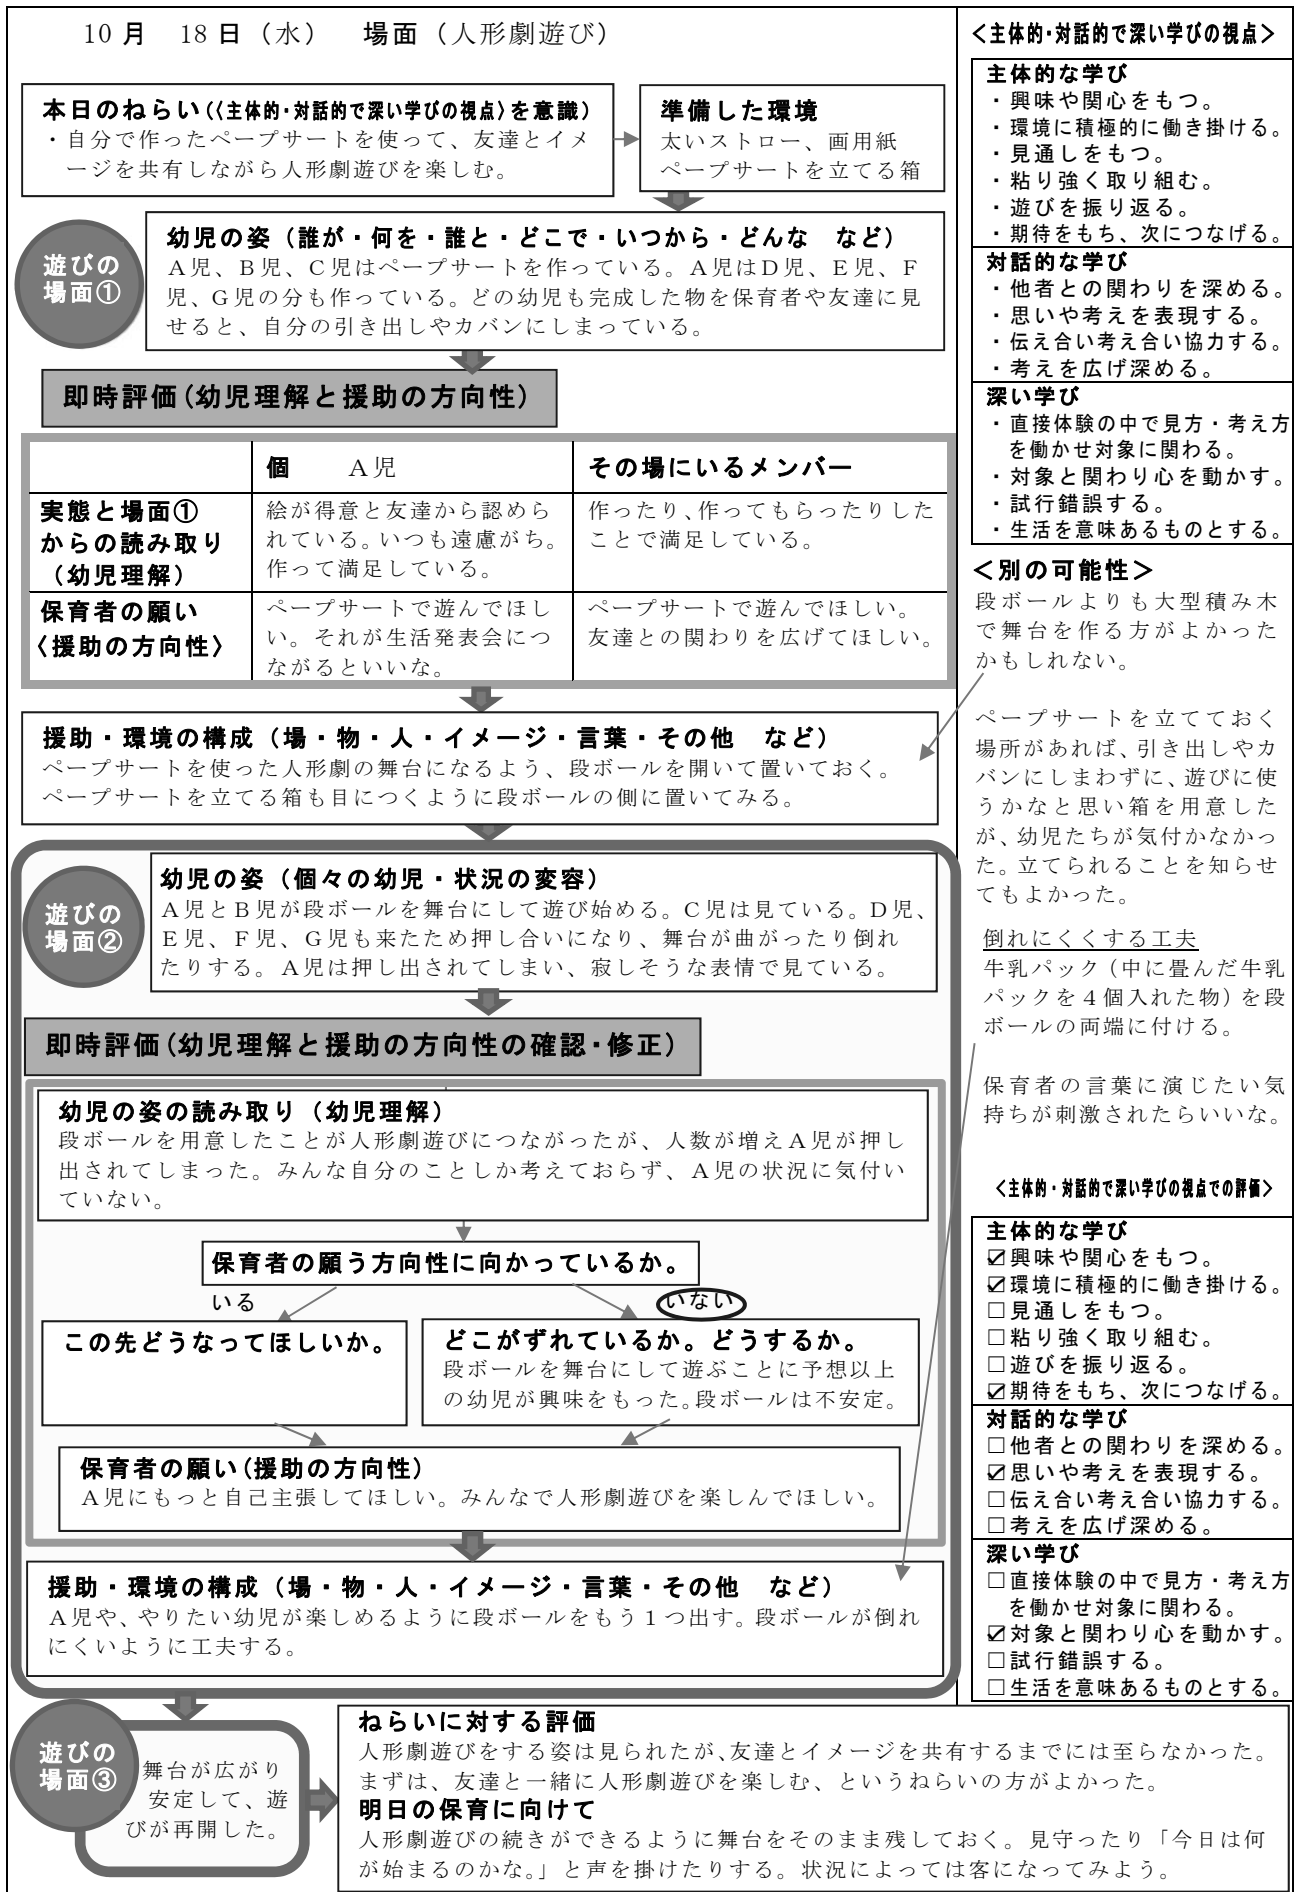 10月　18日（水）　場面（人形劇遊び）
本日のねらい（〈主体的・対話的で深い学びの視点〉を意識）
・自分で作ったペープサートを使って、友達とイメ
ージを共有しながら人形劇遊びを楽しむ。
準備した環境
太いストロー、画用紙
ペープサートを立てる箱
遊びの
場面①
幼児の姿（誰が・何を・誰と・どこで・いつから・どんな　など）
Ａ児、Ｂ児、Ｃ児はペープサートを作っている。Ａ児はＤ児、Ｅ児、Ｆ
児、Ｇ児の分も作っている。どの幼児も完成した物を保育者や友達に見
せると、自分の引き出しやカバンにしまっている。
即時評価（幼児理解と援助の方向性）
個　　Ａ児
その場にいるメンバー
実態と場面①
からの読み取り
（幼児理解）
絵が得意と友達から認めら
れている。いつも遠慮がち。
作って満足している。
作ったり、作ってもらったりした
ことで満足している。
保育者の願い
〈援助の方向性〉
ペープサートで遊んでほし
い。それが生活発表会につ
ながるといいな。
ペープサートで遊んでほしい。
友達との関わりを広げてほしい。
援助・環境の構成（場・物・人・イメージ・言葉・その他　など）
ペープサートを使った人形劇の舞台になるよう、段ボールを開いて置いておく。
ペープサートを立てる箱も目につくように段ボールの側に置いてみる。
遊びの
場面②
幼児の姿（個々の幼児・状況の変容）
Ａ児とＢ児が段ボールを舞台にして遊び始める。Ｃ児は見ている。Ｄ児、
Ｅ児、Ｆ児、Ｇ児も来たため押し合いになり、舞台が曲がったり倒れ
たりする。Ａ児は押し出されてしまい、寂しそうな表情で見ている。
即時評価（幼児理解と援助の方向性の確認・修正）
幼児の姿の読み取り（幼児理解）
段ボールを用意したことが人形劇遊びにつながったが、人数が増えＡ児が押し
出されてしまった。みんな自分のことしか考えておらず、Ａ児の状況に気付い
ていない。
保育者の願う方向性に向かっているか。
いる
いない
この先どうなってほしいか。
どこがずれているか。どうするか。
段ボールを舞台にして遊ぶことに予想以上
の幼児が興味をもった。段ボールは不安定。
保育者の願い（援助の方向性）
Ａ児にもっと自己主張してほしい。みんなで人形劇遊びを楽しんでほしい。
援助・環境の構成（場・物・人・イメージ・言葉・その他　など）
Ａ児や、やりたい幼児が楽しめるように段ボールをもう１つ出す。段ボールが倒れ
にくいように工夫する。
遊びの
場面③
舞台が広がり
安定して、遊
びが再開した。
ねらいに対する評価
人形劇遊びをする姿は見られたが、友達とイメージを共有するまでには至らなかった。
まずは、友達と一緒に人形劇遊びを楽しむ、というねらいの方がよかった。
明日の保育に向けて
人形劇遊びの続きができるように舞台をそのまま残しておく。見守ったり「今日は何
が始まるのかな。」と声を掛けたりする。状況によっては客になってみよう。
＜主体的・対話的で深い学びの視点＞
主体的な学び
・興味や関心をもつ。
・環境に積極的に働き掛ける。
・見通しをもつ。
・粘り強く取り組む。
・遊びを振り返る。
・期待をもち、次につなげる。
対話的な学び
・他者との関わりを深める。
・思いや考えを表現する。
・伝え合い考え合い協力する。
・考えを広げ深める。
深い学び
・直接体験の中で見方・考え方
を働かせ対象に関わる。
・対象と関わり心を動かす。
・試行錯誤する。
・生活を意味あるものとする。
＜別の可能性＞
段ボールよりも大型積み木
で舞台を作る方がよかった
かもしれない。
ペープサートを立てておく
場所があれば、引き出しやカ
バンにしまわずに、遊びに使
うかなと思い箱を用意した
が、幼児たちが気付かなかっ
た。立てられることを知らせ
てもよかった。
倒れにくくする工夫
牛乳パック（中に畳んだ牛乳
パックを４個入れた物）を段
ボールの両端に付ける。
保育者の言葉に演じたい気
持ちが刺激されたらいいな。
＜主体的・対話的で深い学びの視点での評価＞
主体的な学び
☑興味や関心をもつ。
☑環境に積極的に働き掛ける。
□見通しをもつ。
□粘り強く取り組む。
□遊びを振り返る。
☑期待をもち、次につなげる。
対話的な学び
□他者との関わりを深める。
☑思いや考えを表現する。
□伝え合い考え合い協力する。
□考えを広げ深める。
深い学び
□直接体験の中で見方・考え方
を働かせ対象に関わる。
☑対象と関わり心を動かす。
□試行錯誤する。
□生活を意味あるものとする。